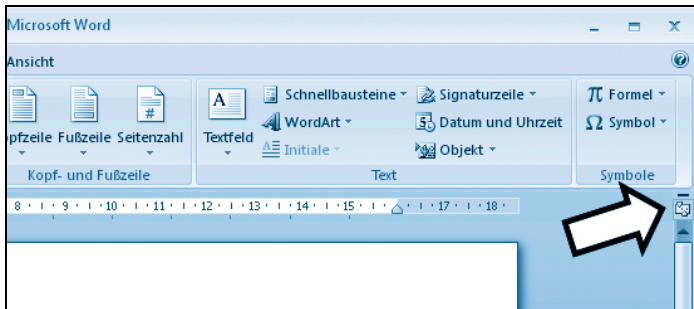 Microsoft Word
Ansicht
Schnellbausteine Signaturzeile Formel
A WordArt 5 Datum und Uhrzeit Ω Symbol
pfzeile Fußzeile Seitenzahl Textfeld Initiale Objekt
Kopf- und Fußzeile Text Symbole
8 9 10 11 12 13 14 15 17 18